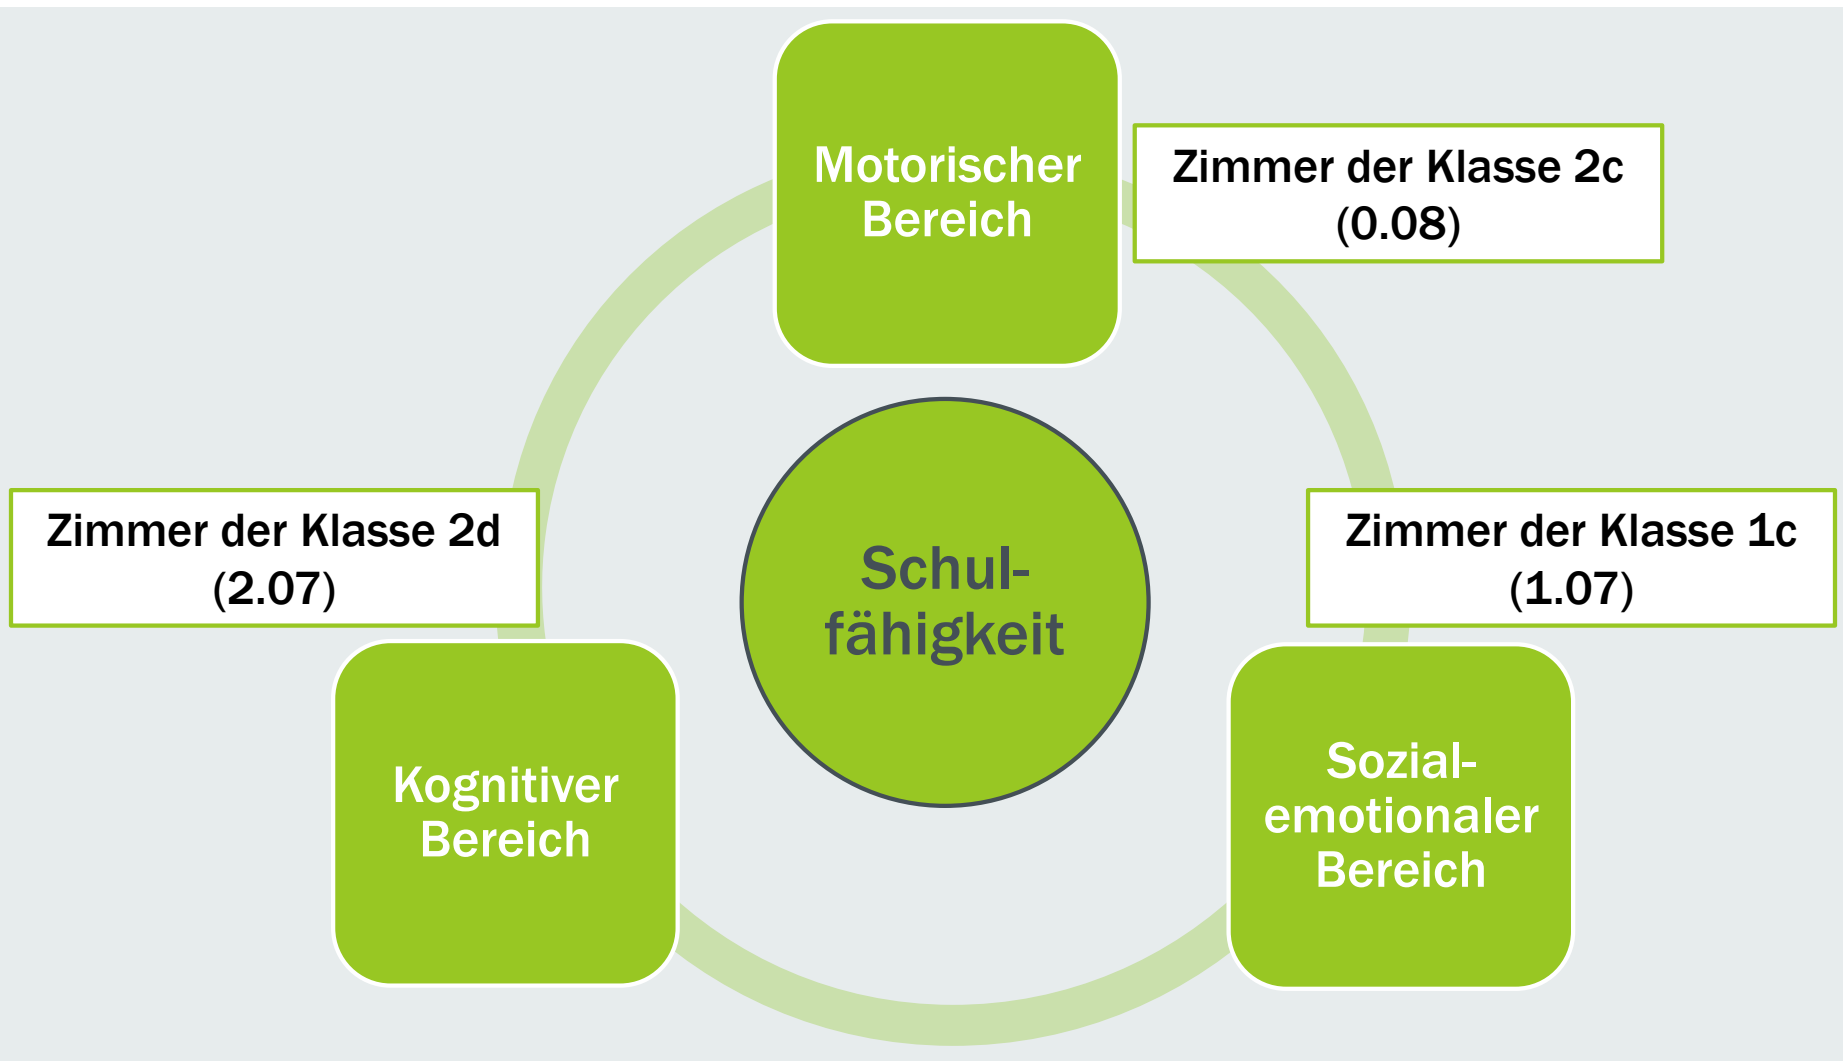 Motorischer
Bereich
Zimmer der Klasse 2c
(0.08)
Zimmer der Klasse 2d
(2.07)
Schul-
fähigkeit
Zimmer der Klasse 1c
(1.07)
Kognitiver
Bereich
Sozial-
emotionaler
Bereich